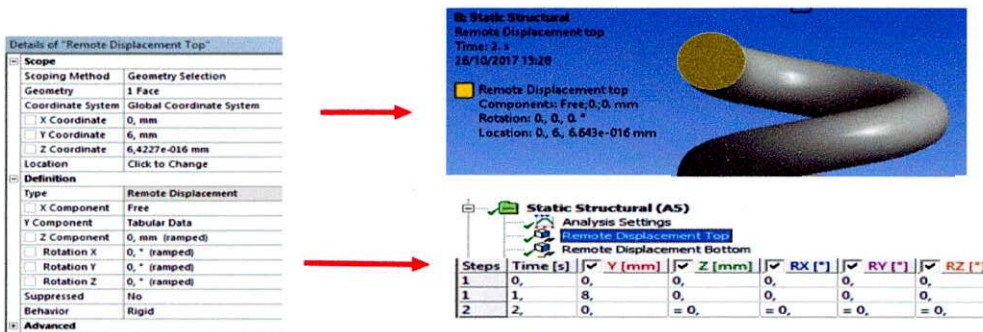 Details of "Remote Displacement Top"
Scope
Scoping Method Geometry Selection
Geometry 1 Face
Coordinate System Global Coordinate System
X Coordinate 0, mm
Y Coordinate 6, mm
Z Coordinate 6,4227e-016 mm
Location Click to Change
Definition
Type Remote Displacement
X Component Free
Y Component Tabular Data
Z Component 0, mm (ramped)
Rotation X 0, ° (ramped)
Rotation Y 0, ° (ramped)
Rotation Z 0, ° (ramped)
Suppressed No
Behavior Rigid
Advanced
B: Static Structural
Remote Displacement top
Time: 2. s
26/10/2017 13:20
Remote Displacement top
Components: Free;0.;0. mm
Rotation: 0., 0., 0. °
Location: 0., 6., 6.643e-016 mm
Static Structural (A5)
Analysis Settings
Remote Displacement Top
Remote Displacement Bottom
Steps Time [s] Y [mm] Z [mm] RX [°] RY [°] RZ [°]
1 0, 0, 0, 0, 0, 0,
1 1, 8, 0, 0, 0, 0,
2 2, 0, = 0, = 0, = 0, = 0,